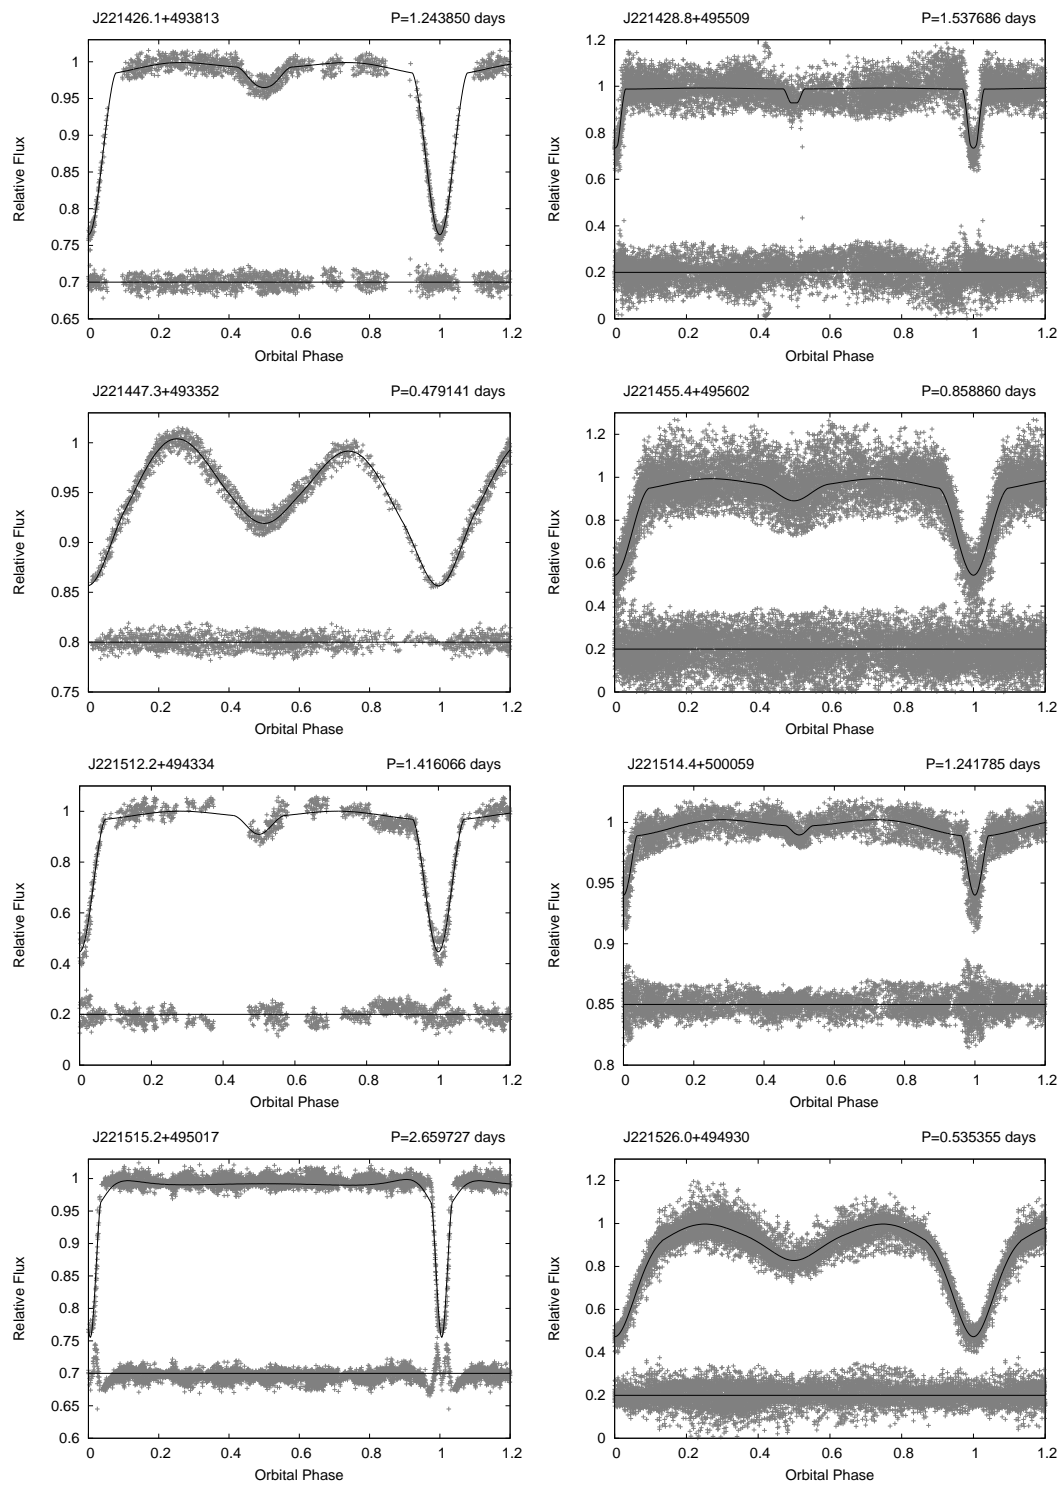 J221426.1+493813 P=1.243850 days
Relative Flux
1
0.95
0.9
0.85
0.8
0.75
0.7
0.65
0 0.2 0.4 0.6 0.8 1 1.2
Orbital Phase
J221428.8+495509 P=1.537686 days
Relative Flux
1.2
1
0.8
0.6
0.4
0.2
0
0 0.2 0.4 0.6 0.8 1 1.2
Orbital Phase
J221447.3+493352 P=0.479141 days
Relative Flux
1
0.95
0.9
0.85
0.8
0.75
0 0.2 0.4 0.6 0.8 1 1.2
Orbital Phase
J221455.4+495602 P=0.858860 days
Relative Flux
1.2
1
0.8
0.6
0.4
0.2
0
0 0.2 0.4 0.6 0.8 1 1.2
Orbital Phase
J221512.2+494334 P=1.416066 days
Relative Flux
1
0.8
0.6
0.4
0.2
0
0 0.2 0.4 0.6 0.8 1 1.2
Orbital Phase
J221514.4+500059 P=1.241785 days
Relative Flux
1
0.95
0.9
0.85
0.8
0 0.2 0.4 0.6 0.8 1 1.2
Orbital Phase
J221515.2+495017 P=2.659727 days
Relative Flux
1
0.95
0.9
0.85
0.8
0.75
0.7
0.65
0.6
0 0.2 0.4 0.6 0.8 1 1.2
Orbital Phase
J221526.0+494930 P=0.535355 days
Relative Flux
1.2
1
0.8
0.6
0.4
0.2
0
0 0.2 0.4 0.6 0.8 1 1.2
Orbital Phase